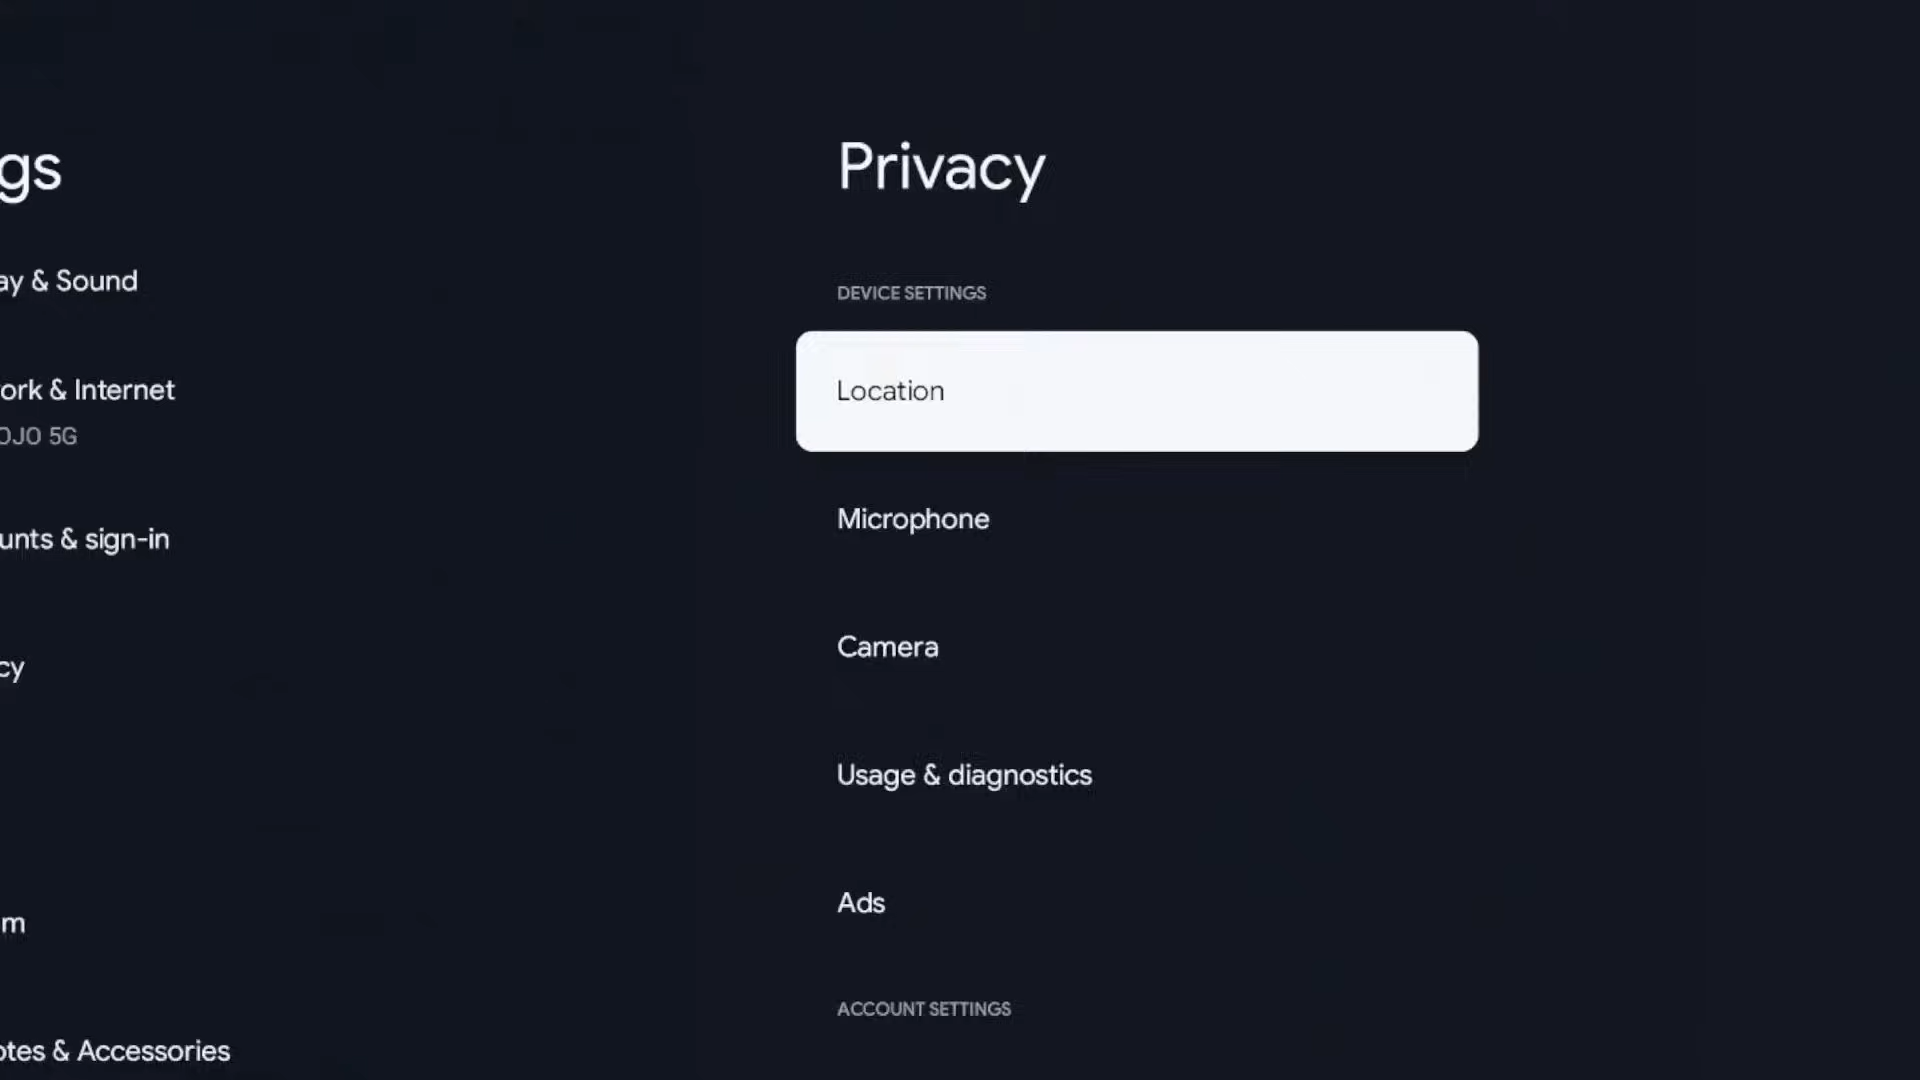 gs
ay & Sound
ork & Internet
OJO 5G
unts & sign-in
cy
m
otes & Accessories
Privacy
DEVICE SETTINGS
Location
Microphone
Camera
Usage & diagnostics
Ads
ACCOUNT SETTINGS